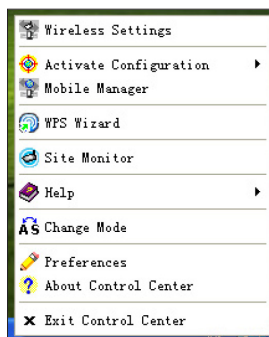 Wireless Settings
Activate Configuration
Mobile Manager
WPS Wizard
Site Monitor
Help
Change Mode
Preferences
About Control Center
Exit Control Center